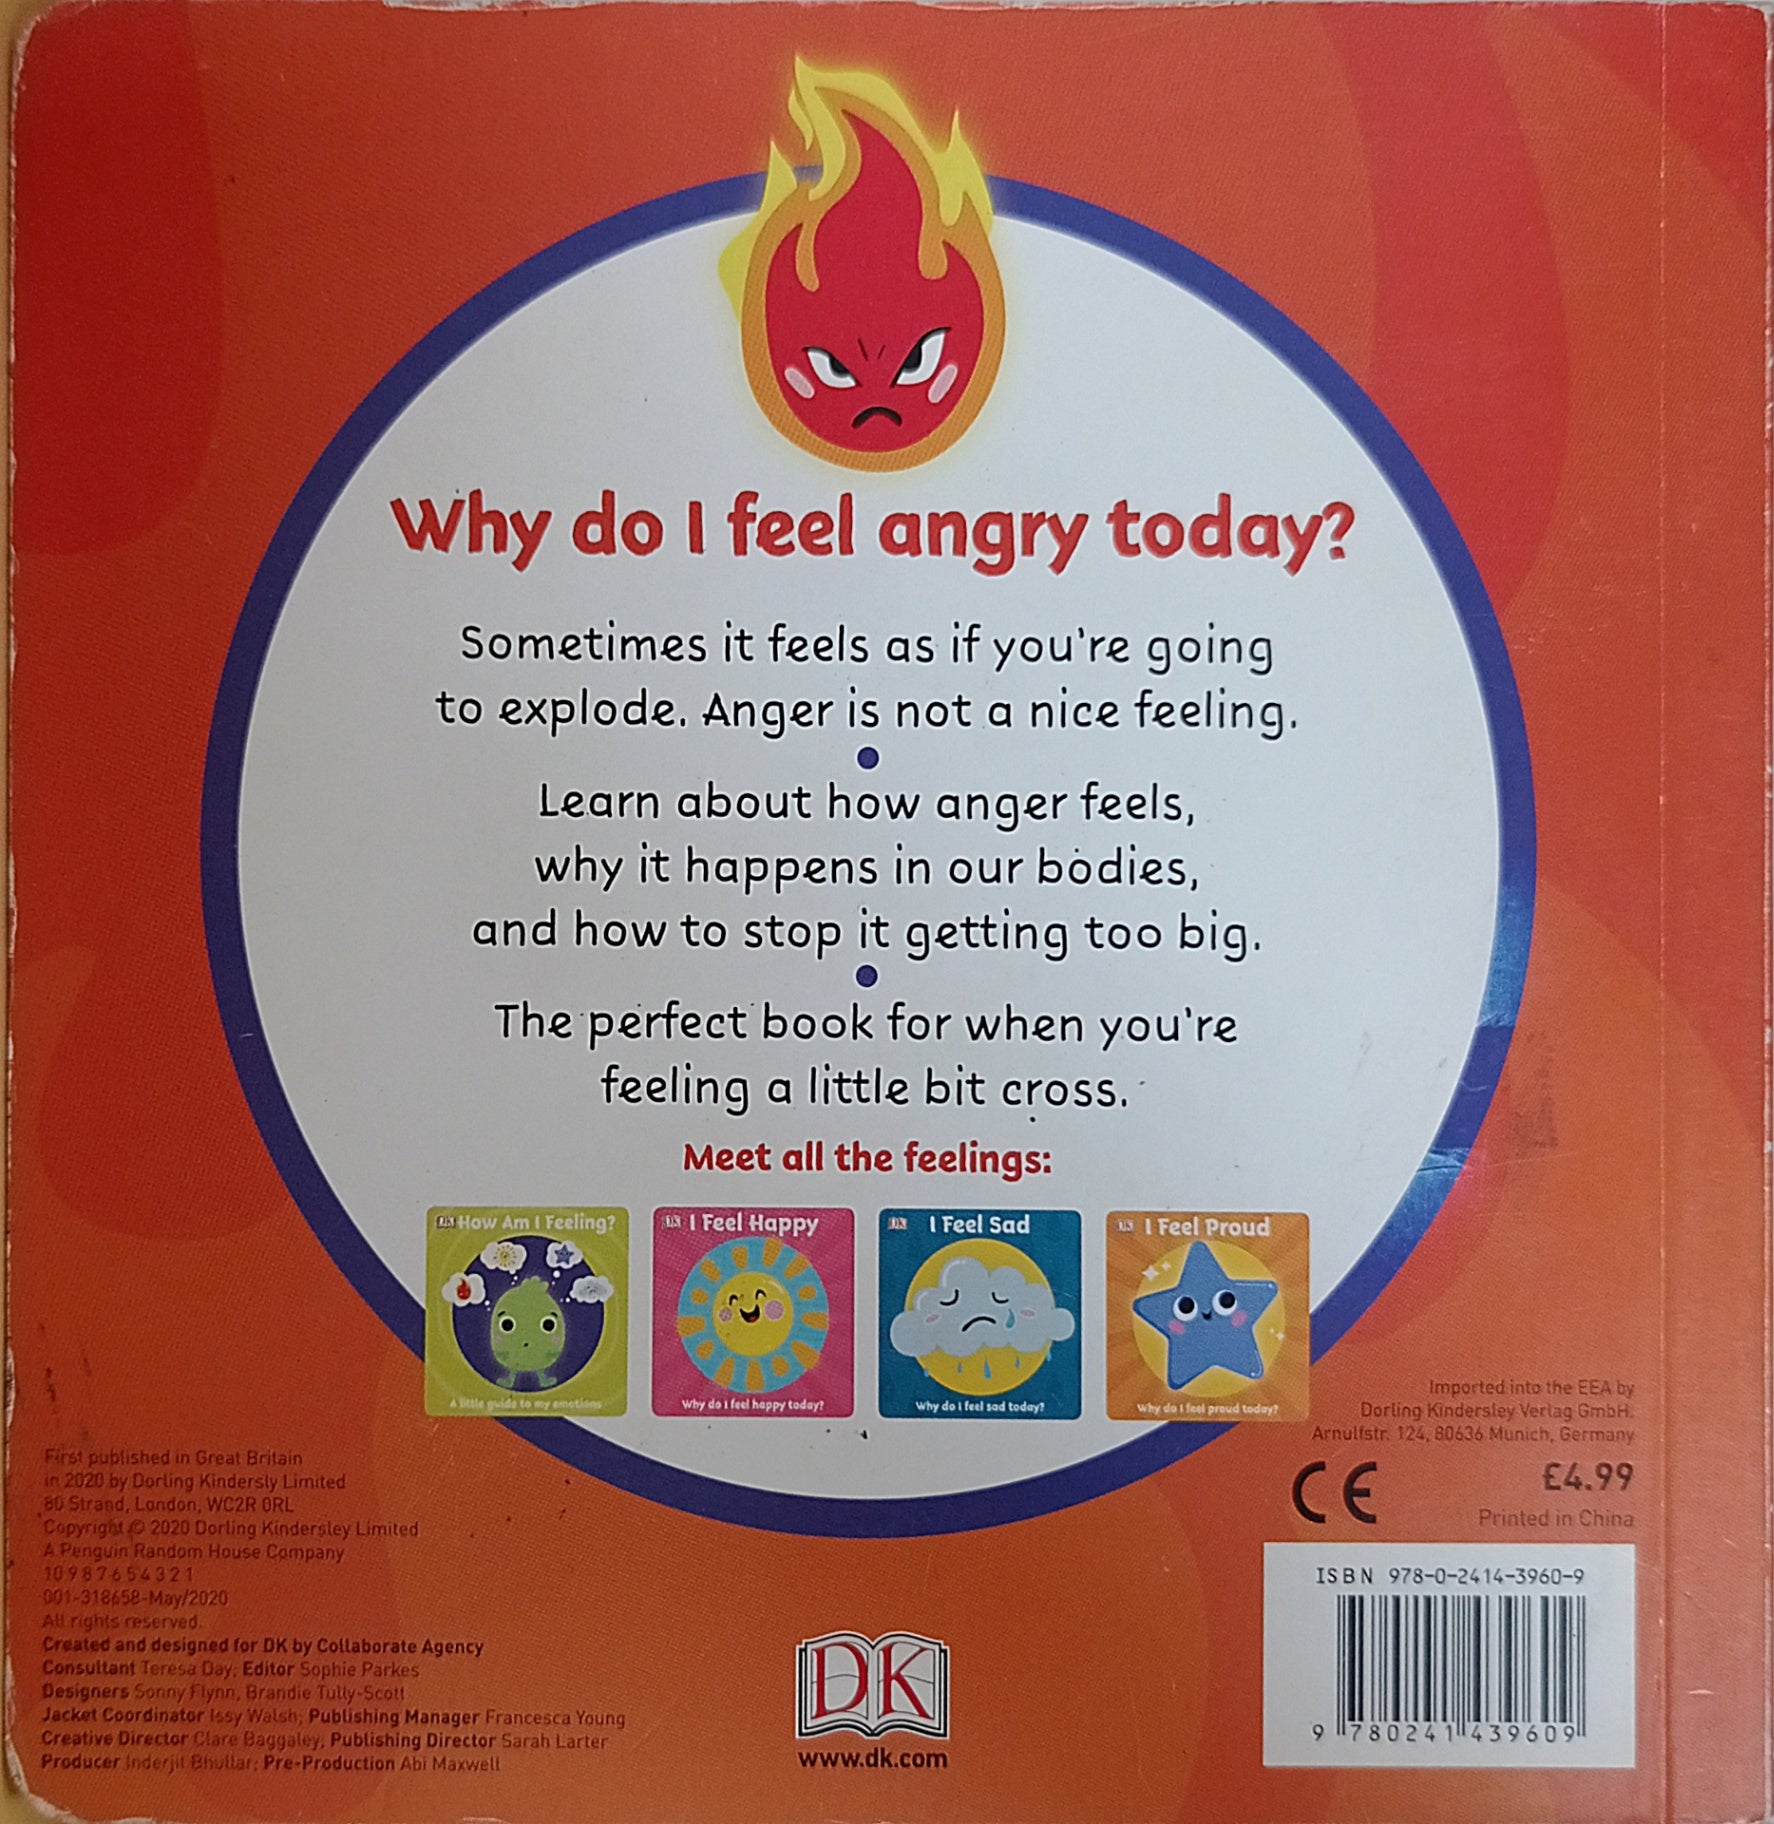 Why do I feel angry today?
Sometimes it feels as if you're going
to explode. Anger is not a nice feeling.
Learn about how anger feels,
why it happens in our bodies,
and how to stop it getting too big.
The perfect book for when you're
feeling a little bit cross.
Meet all the feelings:
DK How Am I Feeling?
A little guide to my emotions
DK I Feel Happy
Why do I feel happy today?
DK I Feel Sad
Why do I feel sad today?
DK I Feel Proud
Why do I feel proud today?
First published in Great Britain
in 2020 by Dorling Kindersly Limited
80 Strand, London, WC2R 0RL
Copyright © 2020 Dorling Kindersley Limited
A Penguin Random House Company
10 9 8 7 6 5 4 3 2 1
001-318658-May/2020
All rights reserved.
Created and designed for DK by Collaborate Agency
Consultant Teresa Day; Editor Sophie Parkes
Designers Sonny Flynn, Brandie Tully-Scott
Jacket Coordinator Issy Walsh; Publishing Manager Francesca Young
Creative Director Clare Baggaley; Publishing Director Sarah Larter
Producer Inderjit Bhullar; Pre-Production Abi Maxwell
DK
www.dk.com
Imported into the EEA by
Dorling Kindersley Verlag GmbH.
Arnulfstr. 124, 80636 Munich, Germany
CE
£4.99
Printed in China
ISBN 978-0-2414-3960-9
9 780241 439609